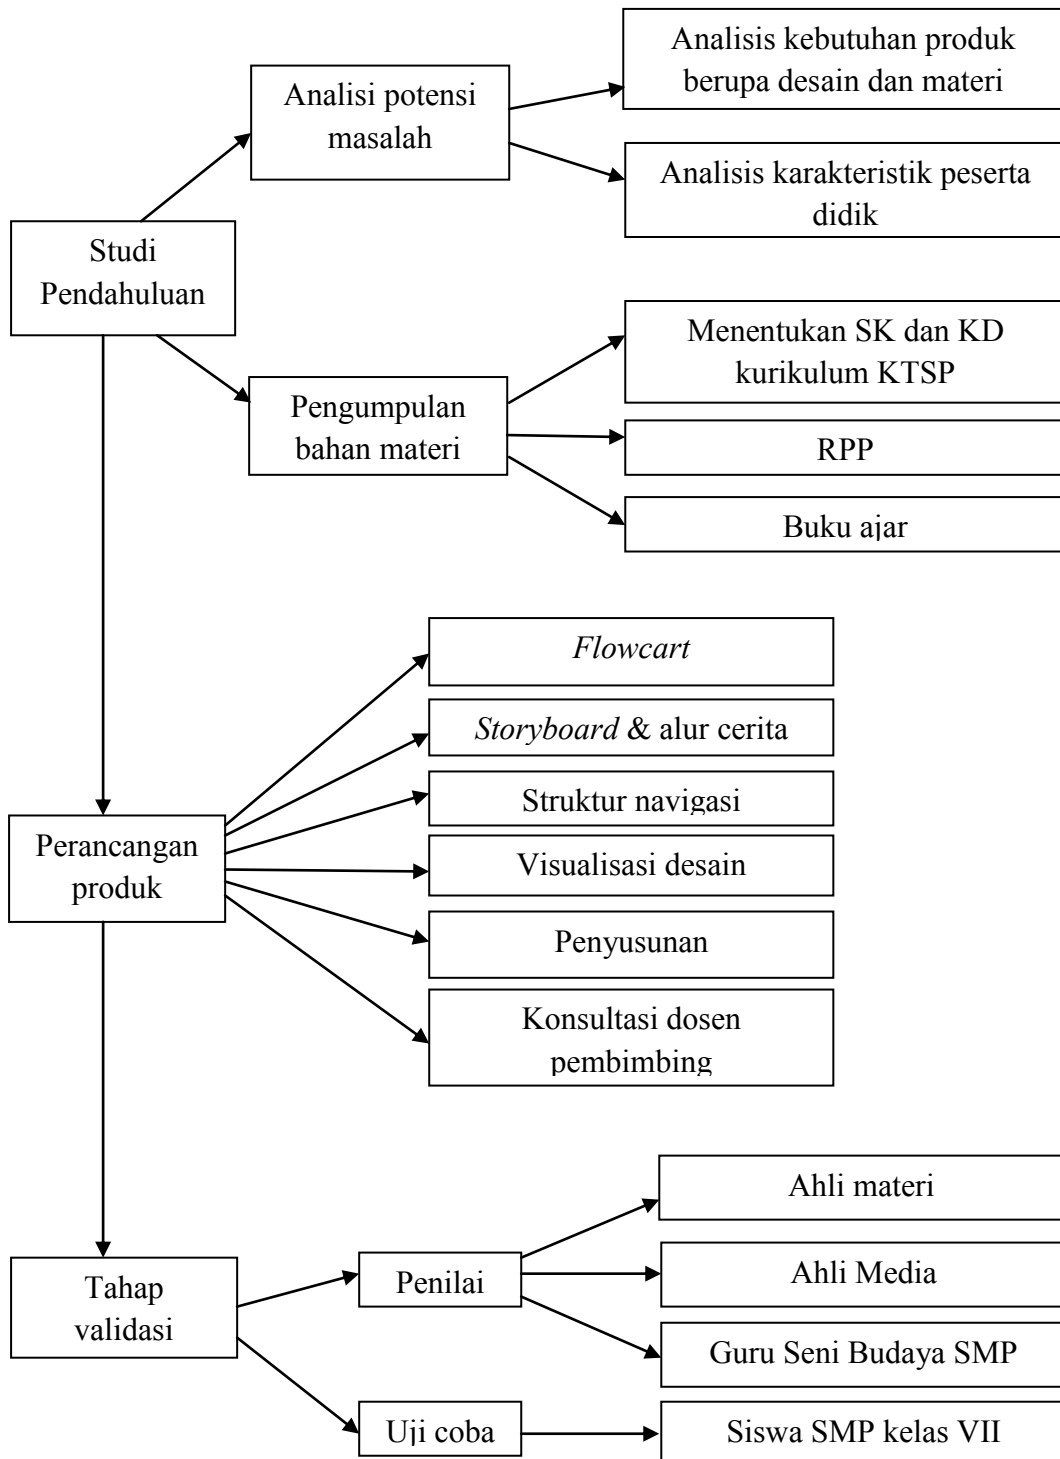 Analisis kebutuhan produk
berupa desain dan materi
Analisi potensi
masalah
Analisis karakteristik peserta
didik
Studi
Pendahuluan
Menentukan SK dan KD
kurikulum KTSP
Pengumpulan
bahan materi
RPP
Buku ajar
Flowcart
Storyboard & alur cerita
Struktur navigasi
Perancangan
produk
Visualisasi desain
Penyusunan
Konsultasi dosen
pembimbing
Ahli materi
Tahap
validasi
Penilai
Ahli Media
Guru Seni Budaya SMP
Uji coba
Siswa SMP kelas VII